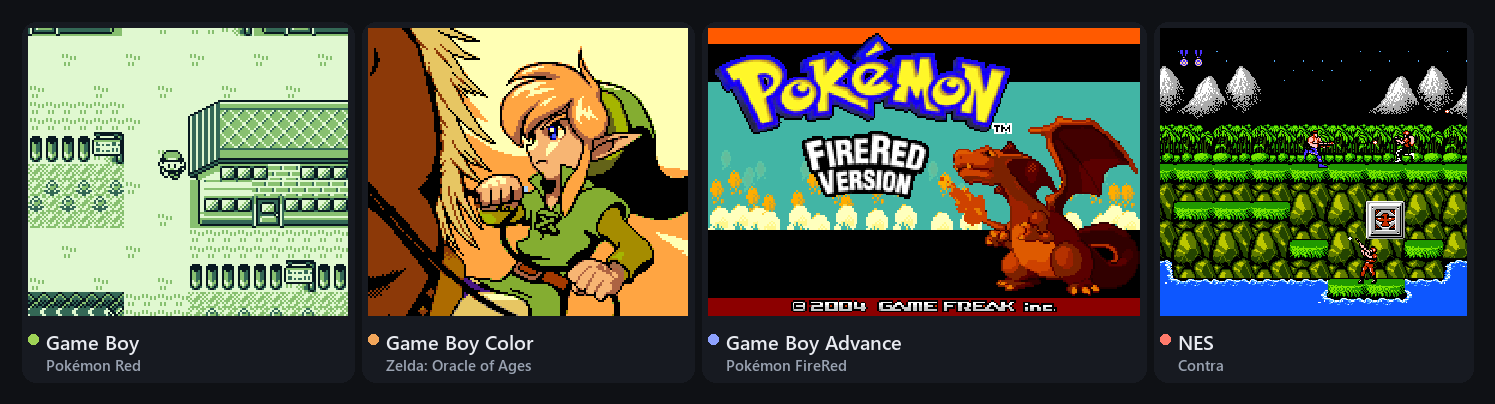 POKéMON
TM
FIRERED
VERSION
©2004 GAME FREAK inc.
Game Boy
Pokémon Red
Game Boy Color
Zelda: Oracle of Ages
Game Boy Advance
Pokémon FireRed
NES
Contra